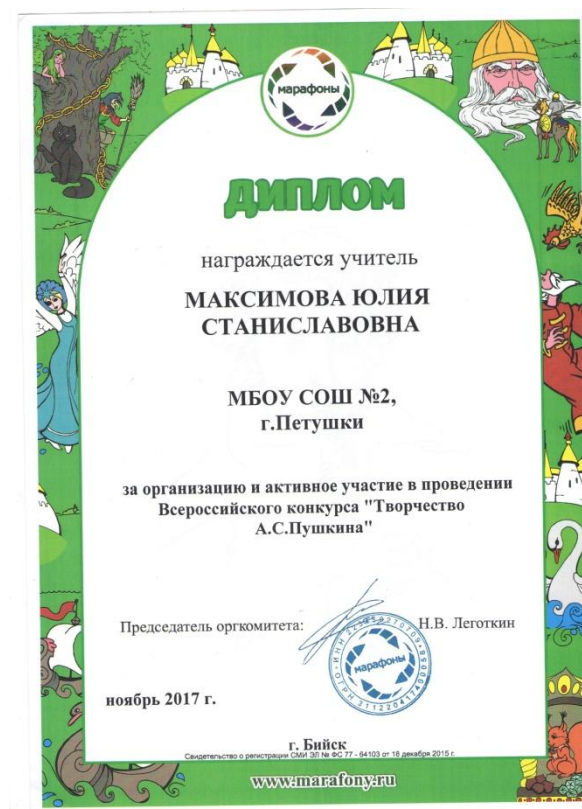 марафоны
ДИПЛОМ
награждается учитель
МАКСИМОВА ЮЛИЯ
СТАНИСЛАВОВНА
МБОУ СОШ №2,
г.Петушки
за организацию и активное участие в проведении
Всероссийского конкурса "Творчество
А.С.Пушкина"
Председатель оргкомитета:
Н.В. Леготкин
марафоны
ноябрь 2017 г.
г. Бийск
Свидетельство о регистрации СМИ ЭЛ № ФС 77 - 64103 от 18 декабря 2015 г.
www.marafony.ru